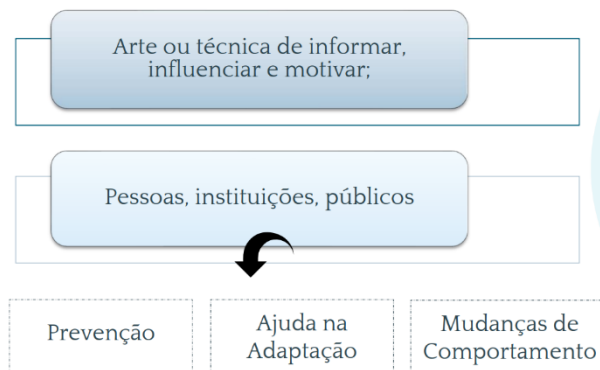 Arte ou técnica de informar,
influenciar e motivar;
Pessoas, instituições, públicos
Prevenção
Ajuda na
Adaptação
Mudanças de
Comportamento